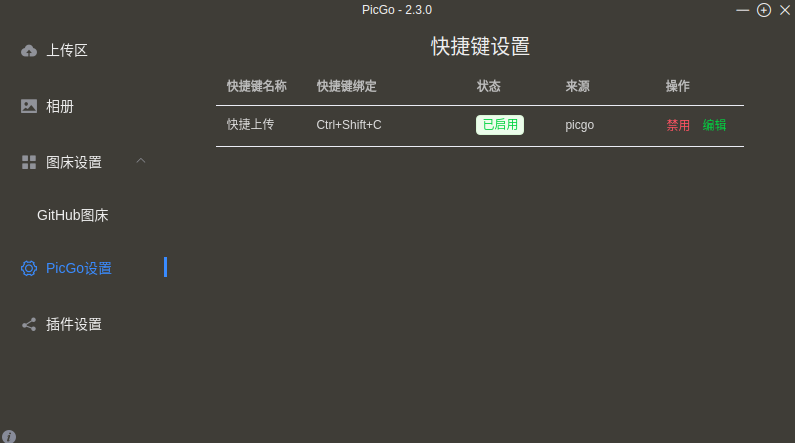 PicGo - 2.3.0
上传区
相册
图床设置
GitHub图床
PicGo设置
插件设置
快捷键设置
快捷键名称 快捷键绑定 状态 来源 操作
快捷上传 Ctrl+Shift+C 已启用 picgo 禁用 编辑